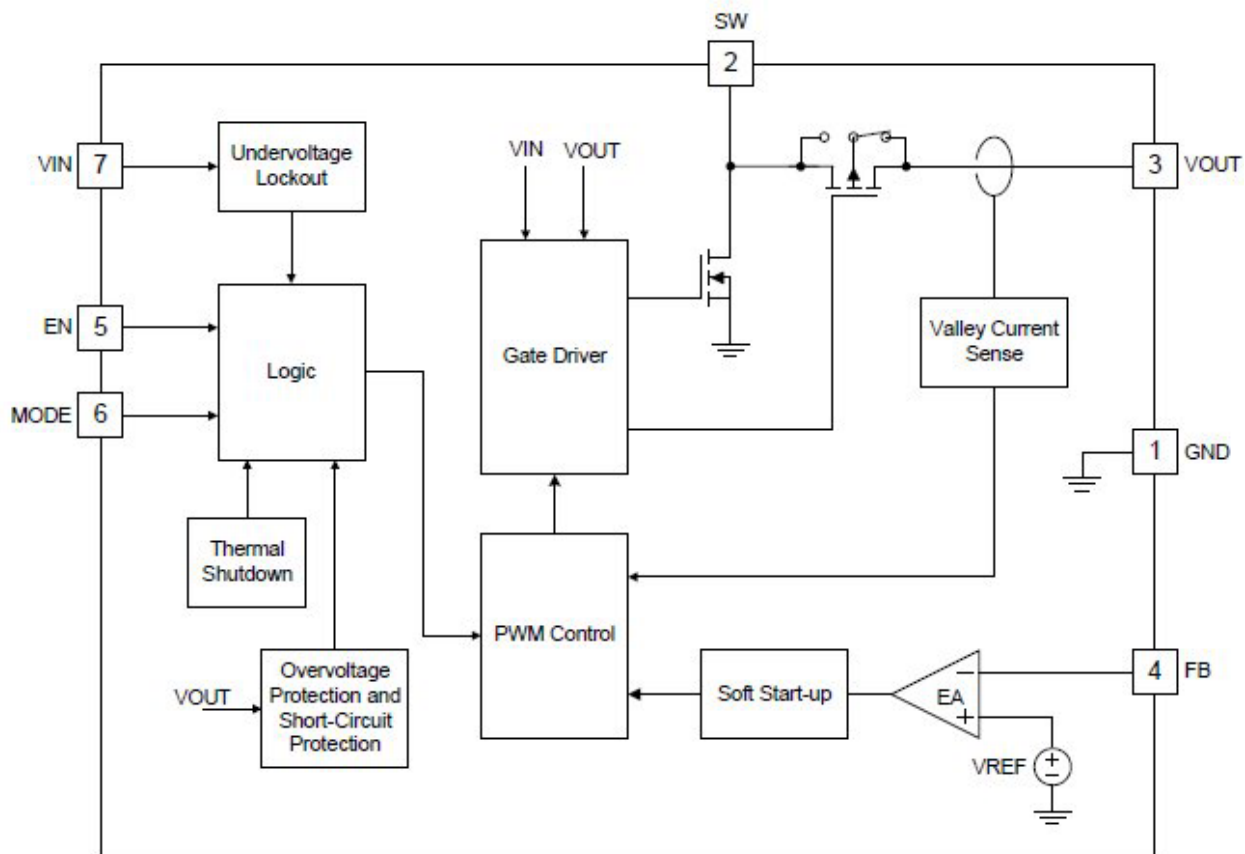 SW
2
VIN
7
Undervoltage
Lockout
VIN
VOUT
3
VOUT
EN
5
Logic
Gate Driver
Valley Current
Sense
MODE
6
1
GND
Thermal
Shutdown
PWM Control
VOUT
Overvoltage
Protection and
Short-Circuit
Protection
Soft Start-up
EA
−
+
4
FB
VREF
+
−